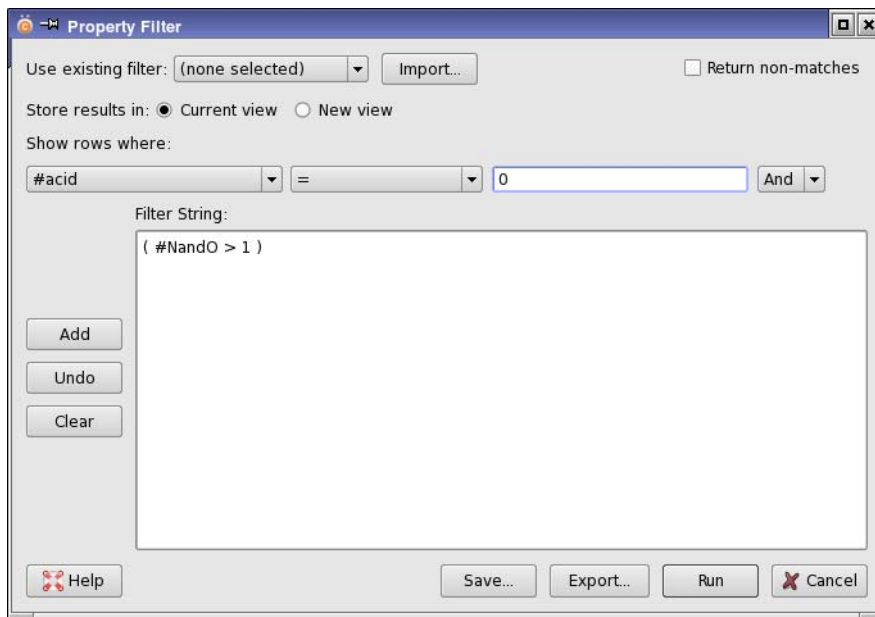 Property Filter
Use existing filter: (none selected) Import... Return non-matches
Store results in: Current view New view
Show rows where:
#acid = 0 And
Filter String:
( #NandO > 1 )
Add
Undo
Clear
Help Save... Export... Run Cancel